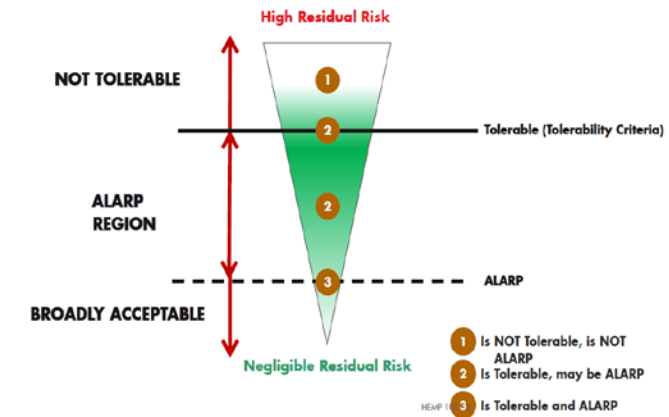 High Residual Risk
NOT TOLERABLE
1
2
Tolerable (Tolerability Criteria)
ALARP
REGION
2
3
ALARP
BROADLY ACCEPTABLE
Negligible Residual Risk
1 Is NOT Tolerable, is NOT
ALARP
2 Is Tolerable, may be ALARP
3 Is Tolerable and ALARP
HEMP